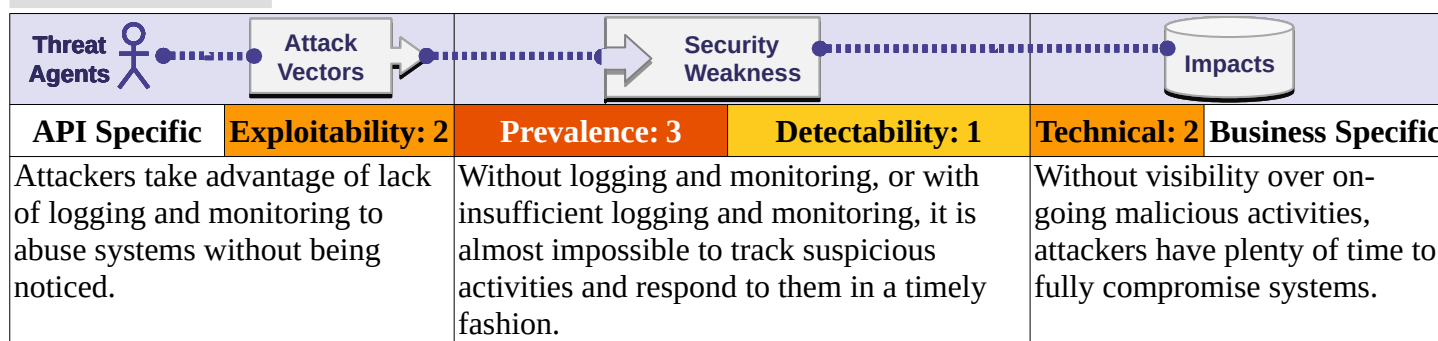 Threat
Agents
Attack
Vectors
Security
Weakness
Impacts
API Specific
Exploitability: 2
Prevalence: 3
Detectability: 1
Technical: 2
Business Specific
Attackers take advantage of lack
of logging and monitoring to
abuse systems without being
noticed.
Without logging and monitoring, or with
insufficient logging and monitoring, it is
almost impossible to track suspicious
activities and respond to them in a timely
fashion.
Without visibility over on-
going malicious activities,
attackers have plenty of time to
fully compromise systems.